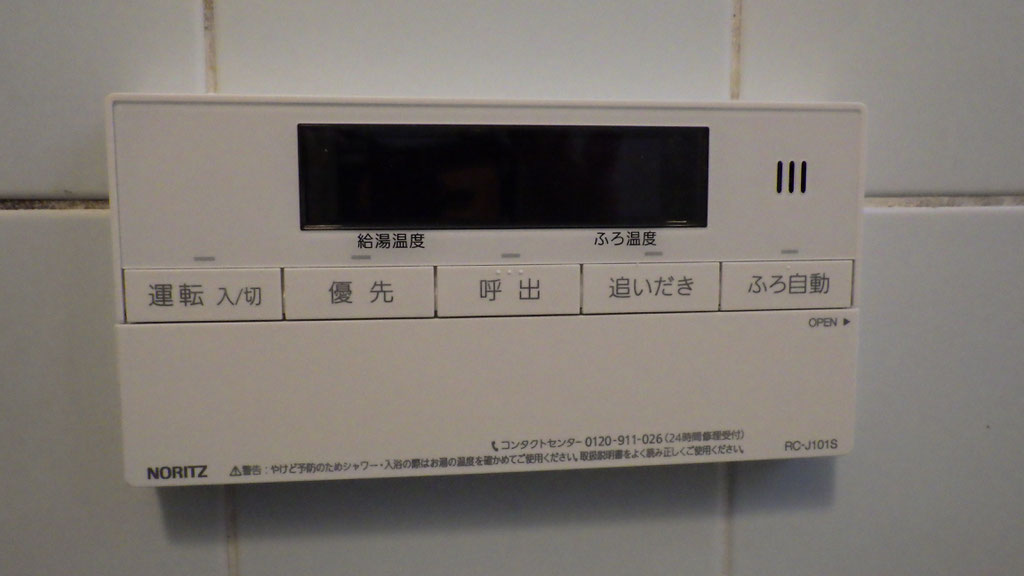 給湯温度 ふろ温度
運転 入/切 優先 呼出 追いだき ふろ自動
OPEN ▶
コンタクトセンター 0120-911-026 (24時間修理受付)
NORITZ ⚠警告：やけど予防のためシャワー・入浴の際はお湯の温度を確かめてご使用ください。取扱説明書をよく読み正しくご使用ください。 RC-J101S